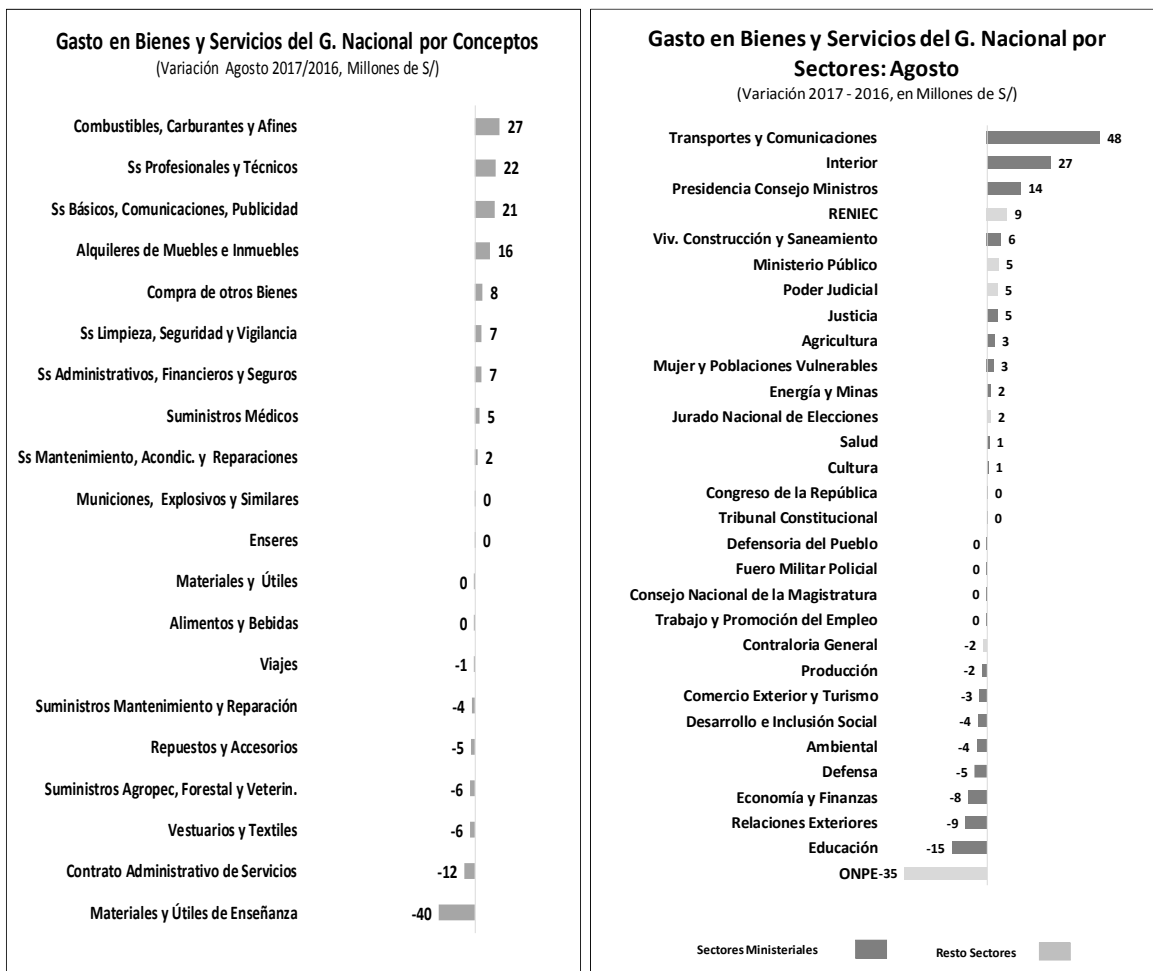 Gasto en Bienes y Servicios del G. Nacional por Conceptos
(Variación Agosto 2017/2016, Millones de S/)
Combustibles, Carburantes y Afines 27
Ss Profesionales y Técnicos 22
Ss Básicos, Comunicaciones, Publicidad 21
Alquileres de Muebles e Inmuebles 16
Compra de otros Bienes 8
Ss Limpieza, Seguridad y Vigilancia 7
Ss Administrativos, Financieros y Seguros 7
Suministros Médicos 5
Ss Mantenimiento, Acondic. y Reparaciones 2
Municiones, Explosivos y Similares 0
Enseres 0
Materiales y Útiles 0
Alimentos y Bebidas 0
Viajes -1
Suministros Mantenimiento y Reparación -4
Repuestos y Accesorios -5
Suministros Agropec, Forestal y Veterin. -6
Vestuarios y Textiles -6
Contrato Administrativo de Servicios -12
Materiales y Útiles de Enseñanza -40
Gasto en Bienes y Servicios del G. Nacional por
Sectores: Agosto
(Variación 2017 - 2016, en Millones de S/)
Transportes y Comunicaciones 48
Interior 27
Presidencia Consejo Ministros 14
RENIEC 9
Viv. Construcción y Saneamiento 6
Ministerio Público 5
Poder Judicial 5
Justicia 5
Agricultura 3
Mujer y Poblaciones Vulnerables 3
Energía y Minas 2
Jurado Nacional de Elecciones 2
Salud 1
Cultura 1
Congreso de la República 0
Tribunal Constitucional 0
Defensoria del Pueblo 0
Fuero Militar Policial 0
Consejo Nacional de la Magistratura 0
Trabajo y Promoción del Empleo 0
Contraloria General -2
Producción -2
Comercio Exterior y Turismo -3
Desarrollo e Inclusión Social -4
Ambiental -4
Defensa -5
Economía y Finanzas -8
Relaciones Exteriores -9
Educación -15
ONPE -35
Sectores Ministeriales
Resto Sectores